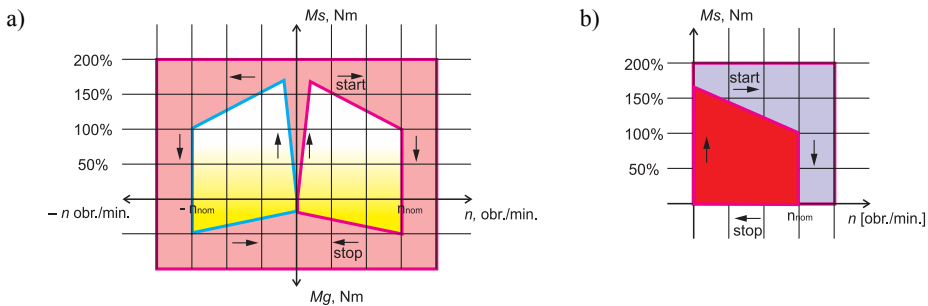 a)
Ms, Nm
200%
150%
100%
50%
start
– n obr./min.
- nnom
nnom
n, obr./min.
stop
Mg, Nm
b)
Ms, Nm
200%
150%
100%
50%
start
nnom
n [obr./min.]
stop